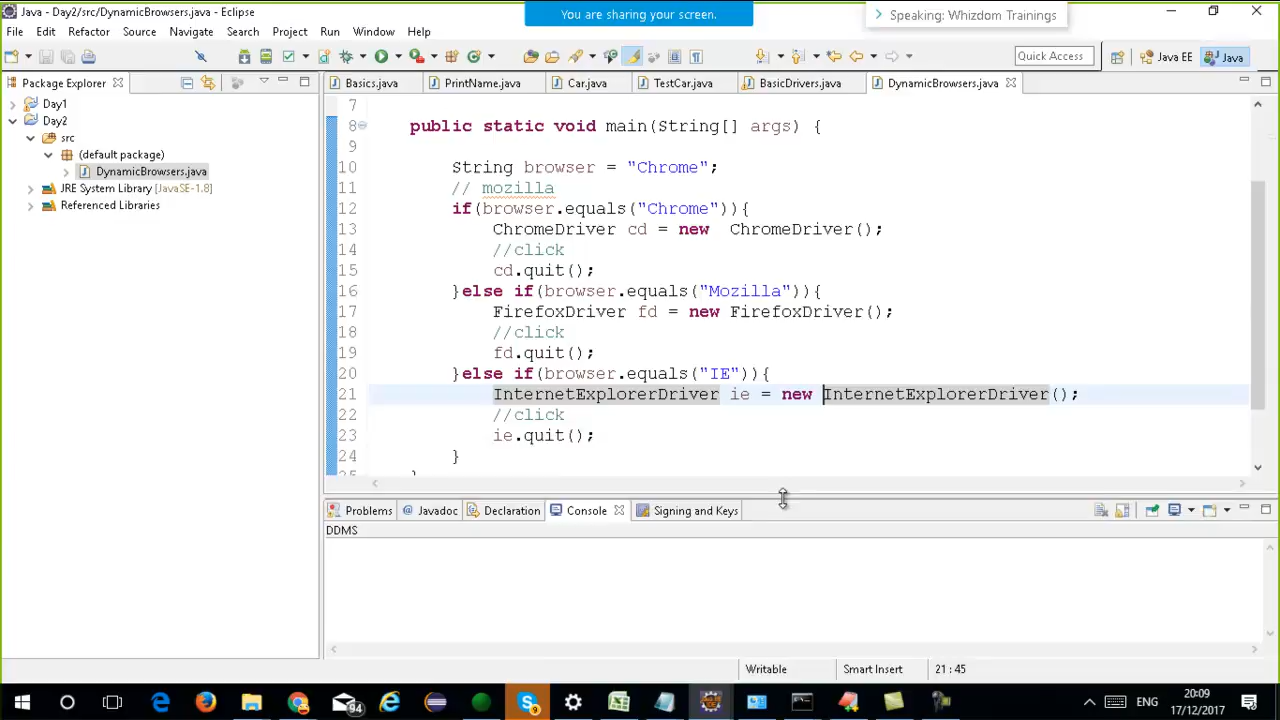 Java - Day2/src/DynamicBrowsers.java - Eclipse
You are sharing your screen.
Speaking: Whizdom Trainings
File Edit Refactor Source Navigate Search Project Run Window Help
Quick Access
Java EE
Java
Package Explorer
Basics.java
PrintName.java
Car.java
TestCar.java
BasicDrivers.java
DynamicBrowsers.java
Day1
Day2
src
(default package)
DynamicBrowsers.java
JRE System Library [JavaSE-1.8]
Referenced Libraries
7
8 public static void main(String[] args) {
9
10 String browser = "Chrome";
11 // mozilla
12 if(browser.equals("Chrome")){
13 ChromeDriver cd = new  ChromeDriver();
14 //click
15 cd.quit();
16 }else if(browser.equals("Mozilla")){
17 FirefoxDriver fd = new FirefoxDriver();
18 //click
19 fd.quit();
20 }else if(browser.equals("IE")){
21 InternetExplorerDriver ie = new InternetExplorerDriver();
22 //click
23 ie.quit();
24 }
25 }
Problems
@ Javadoc
Declaration
Console
Signing and Keys
DDMS
Writable
Smart Insert
21 : 45
94
9
ENG
20:09
17/12/2017